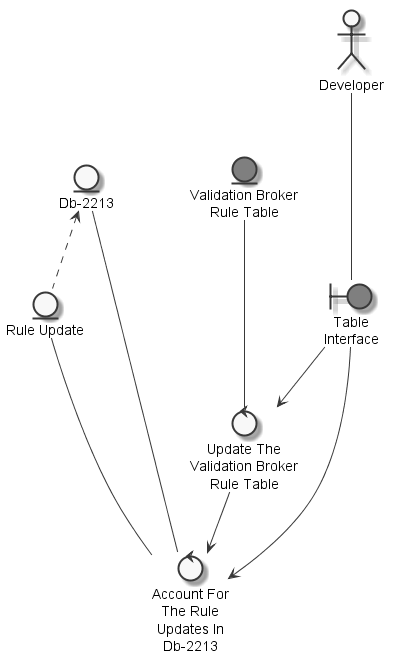 Developer
Db-2213
Validation Broker
Rule Table
Rule Update
Table
Interface
Update The
Validation Broker
Rule Table
Account For
The Rule
Updates In
Db-2213